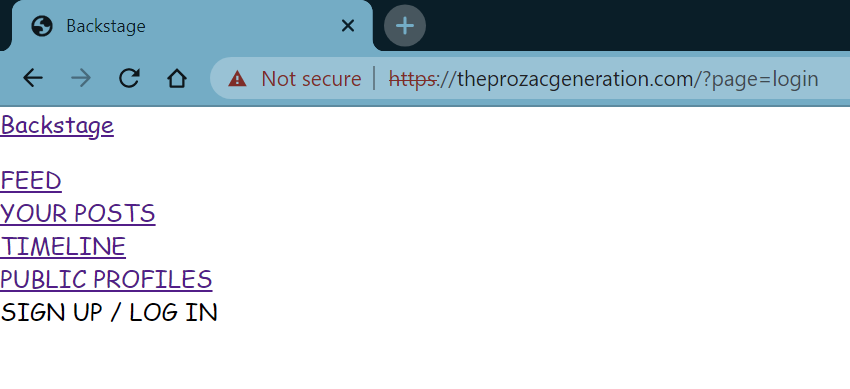 Backstage
Not secure https://theprozacgeneration.com/?page=login
Backstage
FEED
YOUR POSTS
TIMELINE
PUBLIC PROFILES
SIGN UP / LOG IN